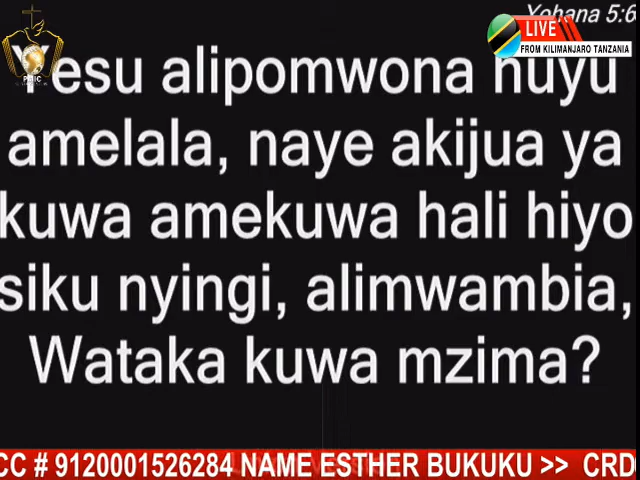 Yohana 5:6
LIVE
FROM KILIMANJARO TANZANIA
PMIC
Yesu alipomwona huyu
amelala, naye akijua ya
kuwa amekuwa hali hiyo
siku nyingi, alimwambia,
Wataka kuwa mzima?
CC # 9120001526284 NAME ESTHER BUKUKU >> CRD